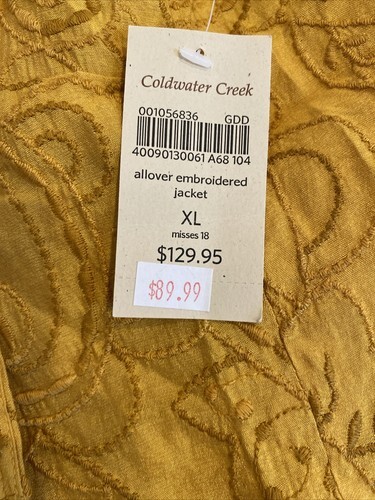 Coldwater Creek
001056836 GDD
40090130061 A68 104
allover embroidered
jacket
XL
misses 18
$129.95
$89.99